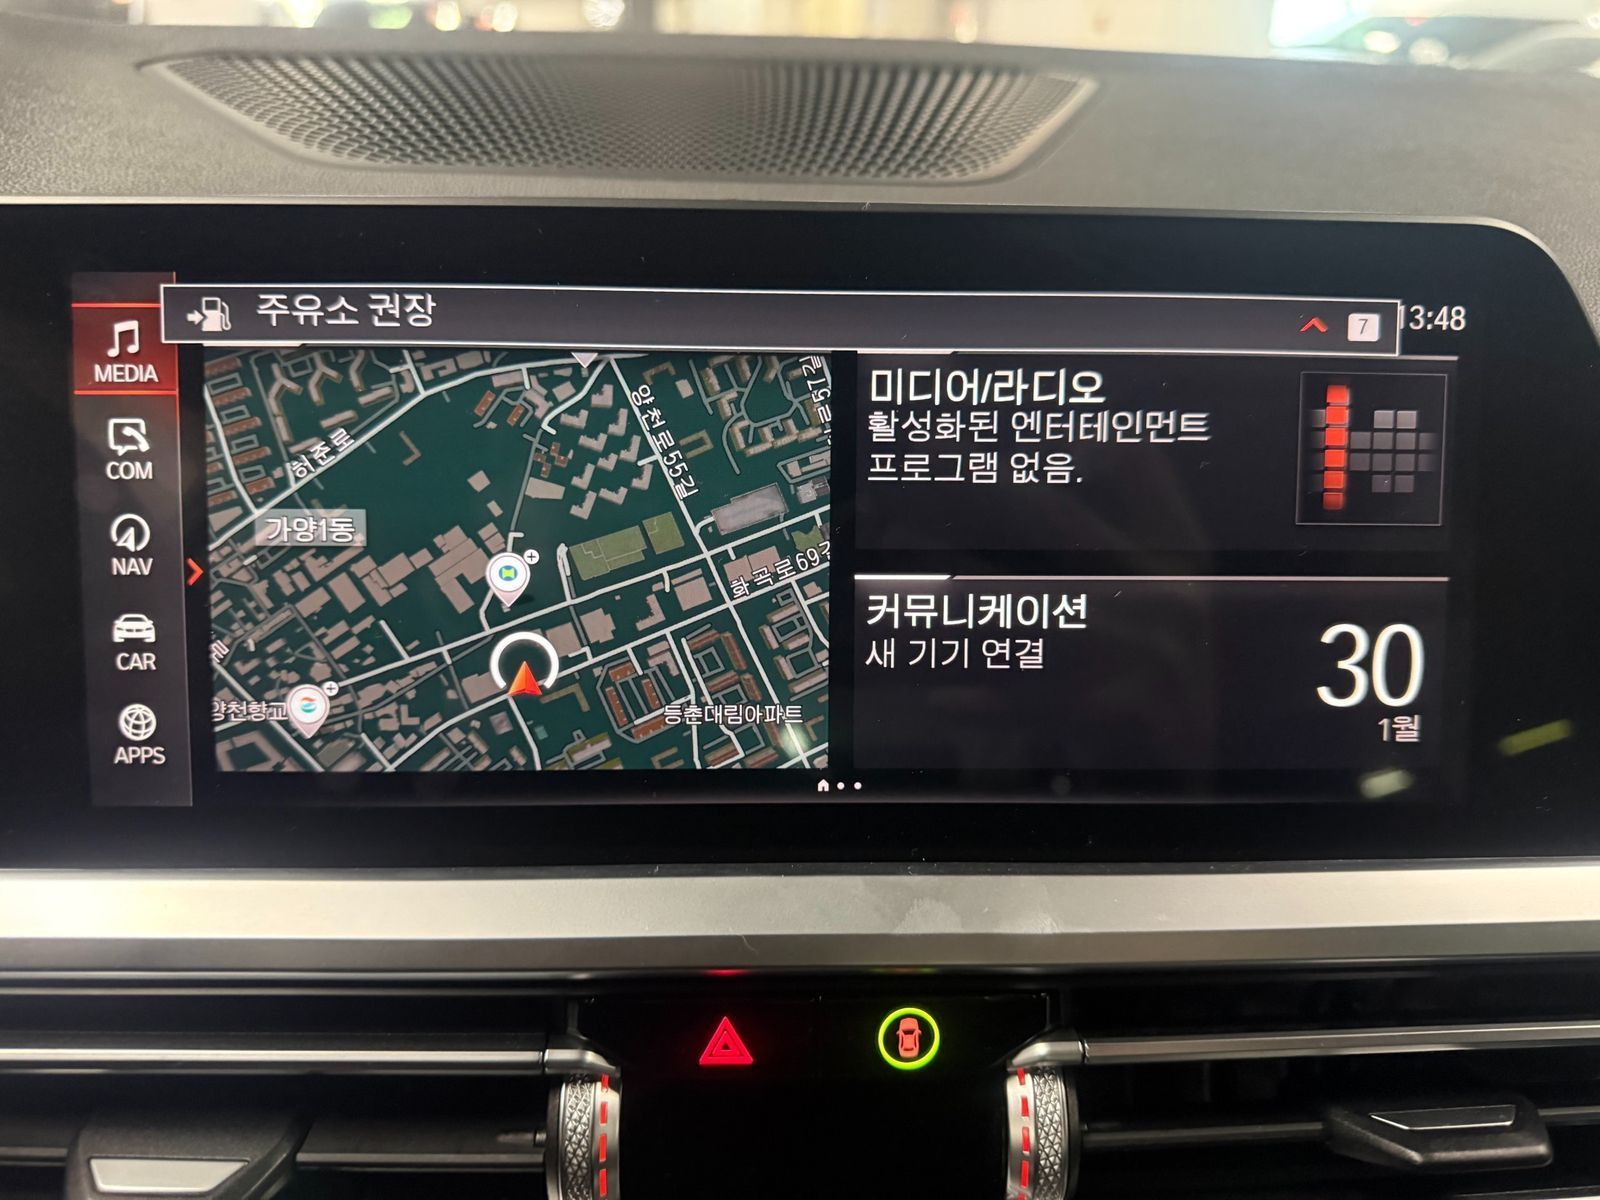 주유소 권장
7
13:48
MEDIA
COM
NAV
CAR
APPS
허준로
양천로55길
가양1동
화곡로69길
양천향교
등촌대림아파트
미디어/라디오
활성화된 엔터테인먼트
프로그램 없음.
커뮤니케이션
새 기기 연결
30
1월